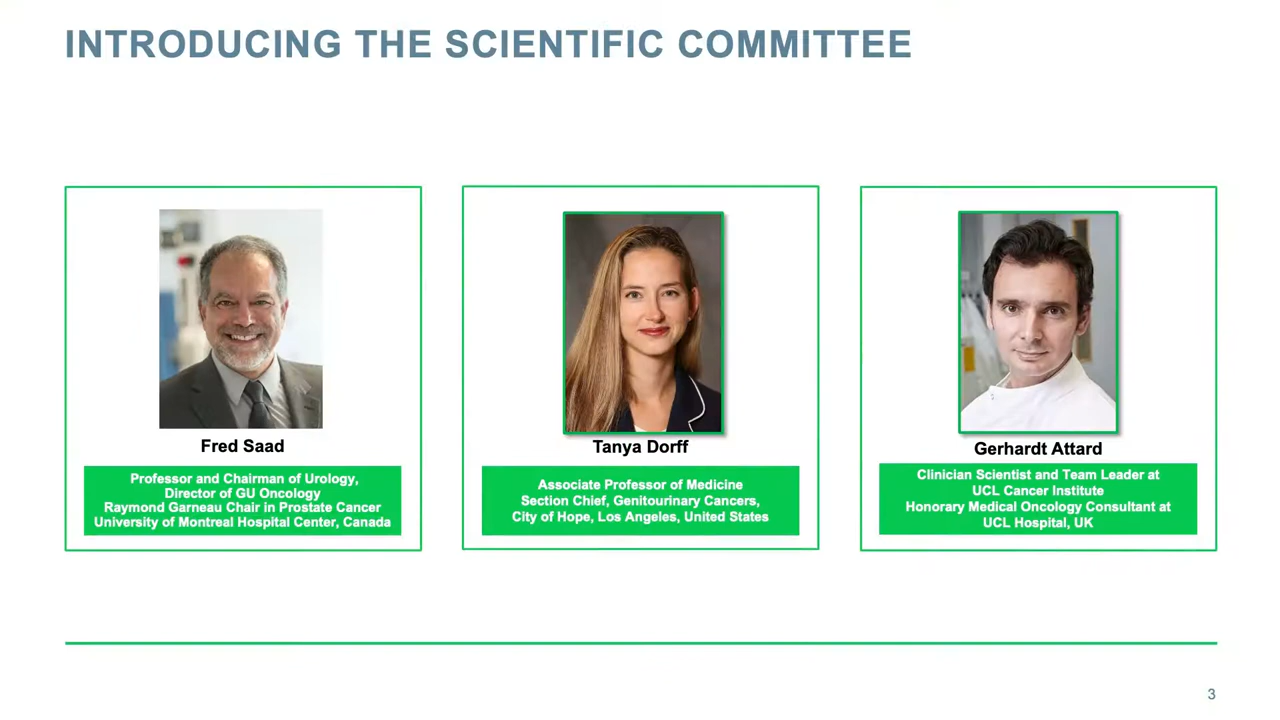 INTRODUCING THE SCIENTIFIC COMMITTEE
Fred Saad
Professor and Chairman of Urology,
Director of GU Oncology
Raymond Garneau Chair in Prostate Cancer
University of Montreal Hospital Center, Canada
Tanya Dorff
Associate Professor of Medicine
Section Chief, Genitourinary Cancers,
City of Hope, Los Angeles, United States
Gerhardt Attard
Clinician Scientist and Team Leader at
UCL Cancer Institute
Honorary Medical Oncology Consultant at
UCL Hospital, UK
3